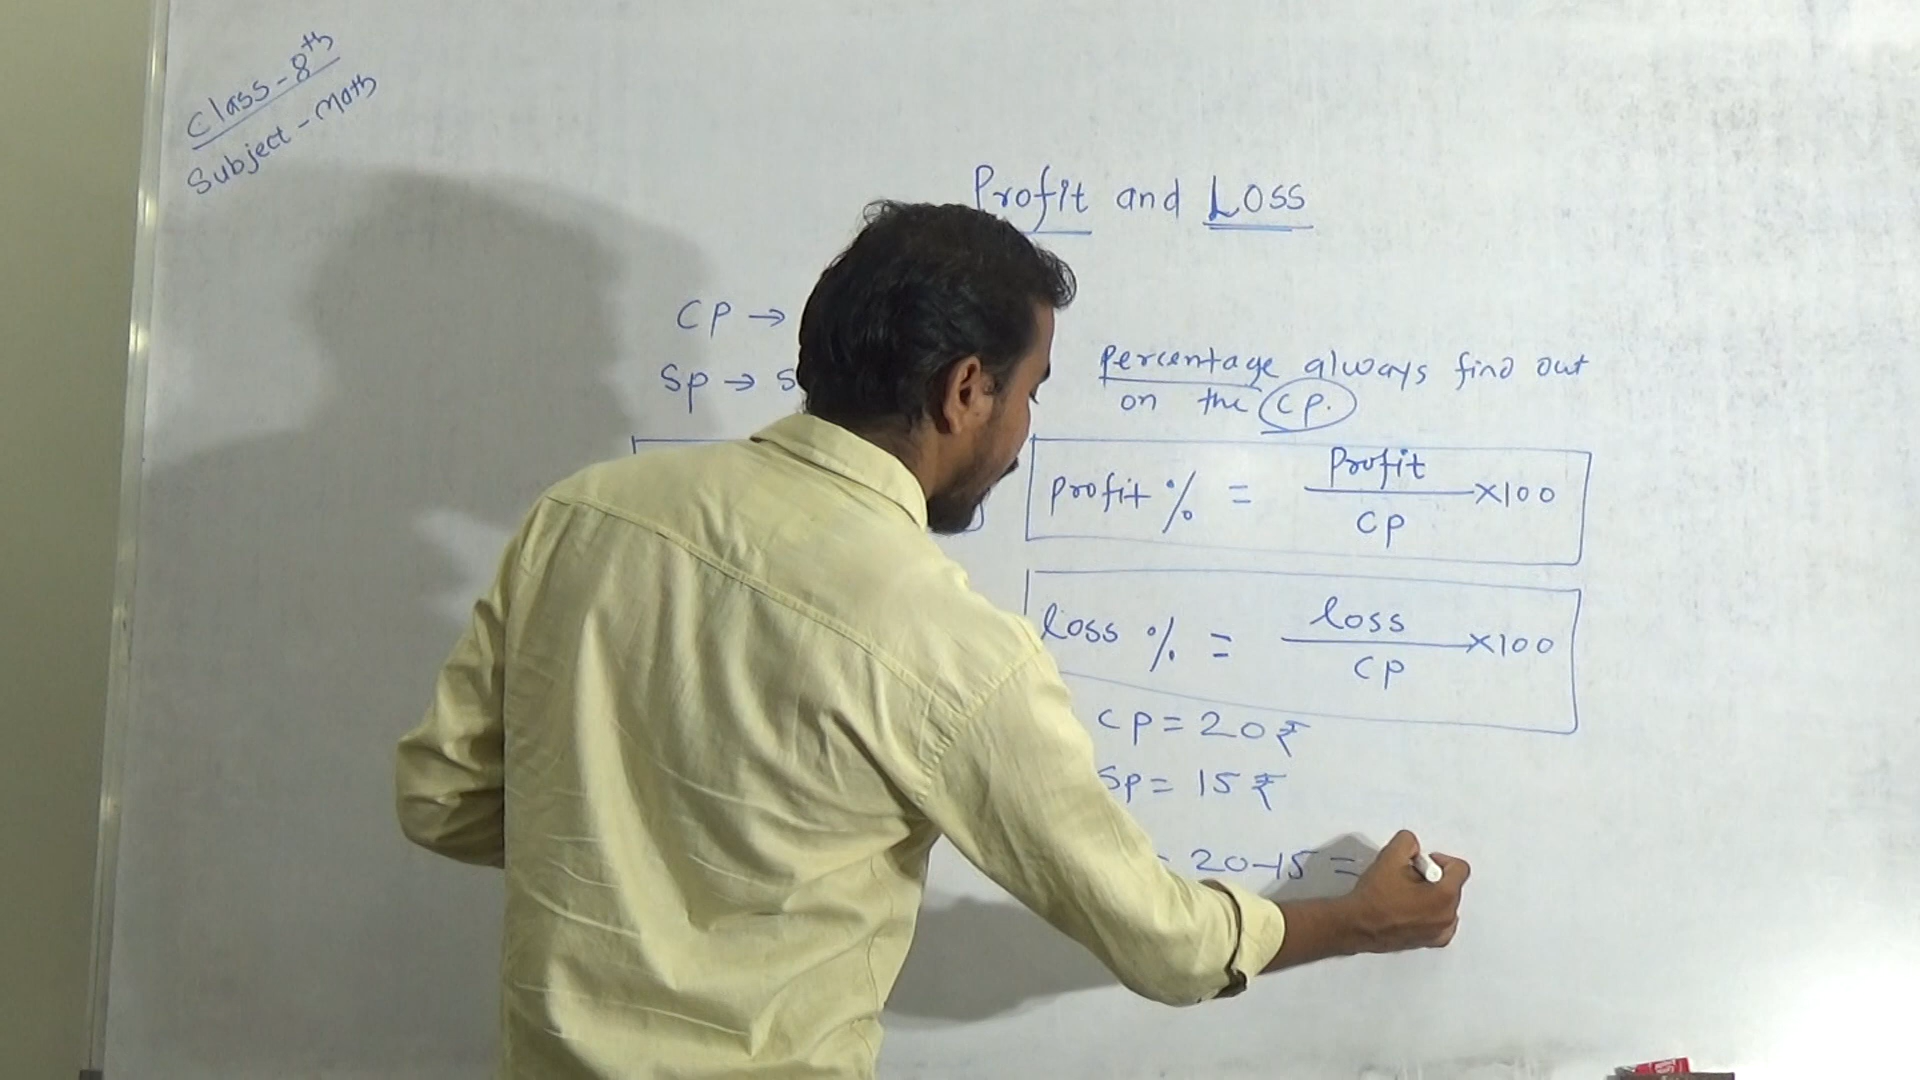 Class - 8th
Subject - Math
Profit and Loss
CP →
SP → S
Percentage always find out
on the CP.
Profit % = Profit / CP ×100
loss % = loss / CP ×100
CP = 20 ₹
SP = 15 ₹
= 20-15 =